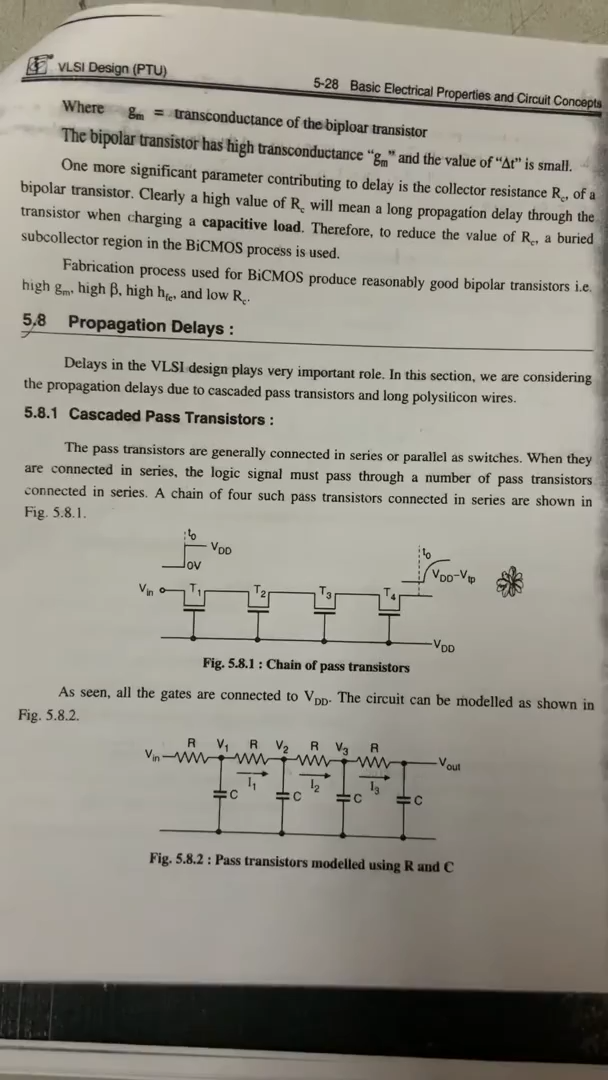 VLSI Design (PTU)
5-28 Basic Electrical Properties and Circuit Concepts
Where gm = transconductance of the biploar transistor
The bipolar transistor has high transconductance “gm” and the value of “Δt” is small.
One more significant parameter contributing to delay is the collector resistance Rc, of a
bipolar transistor. Clearly a high value of Rc will mean a long propagation delay through the
transistor when charging a capacitive load. Therefore, to reduce the value of Rc, a buried
subcollector region in the BiCMOS process is used.
Fabrication process used for BiCMOS produce reasonably good bipolar transistors i.e.
high gm, high β, high hfe, and low Rc.
5.8 Propagation Delays :
Delays in the VLSI design plays very important role. In this section, we are considering
the propagation delays due to cascaded pass transistors and long polysilicon wires.
5.8.1 Cascaded Pass Transistors :
The pass transistors are generally connected in series or parallel as switches. When they
are connected in series, the logic signal must pass through a number of pass transistors
connected in series. A chain of four such pass transistors connected in series are shown in
Fig. 5.8.1.
t0 t0
VDD
0V VDD-Vtp
Vin T1 T2 T3 T4
VDD
Fig. 5.8.1 : Chain of pass transistors
As seen, all the gates are connected to VDD. The circuit can be modelled as shown in
Fig. 5.8.2.
R V1 R V2 R V3 R
Vin Vout
I1 I2 I3
C C C C
Fig. 5.8.2 : Pass transistors modelled using R and C